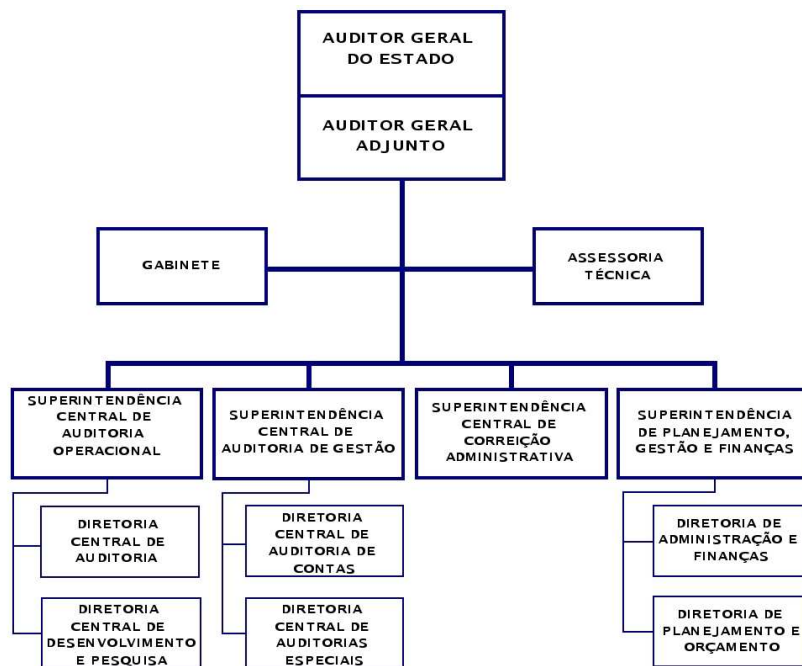 AUDITOR GERAL
DO ESTADO
AUDITOR GERAL
ADJUNTO
GABINETE
ASSESSORIA
TÉCNICA
SUPERINTENDÊNCIA
CENTRAL DE
AUDITORIA
OPERACIONAL
SUPERINTENDÊNCIA
CENTRAL DE
AUDITORIA DE GESTÃO
SUPERINTENDÊNCIA
CENTRAL DE
CORREIÇÃO
ADMINISTRATIVA
SUPERINTENDÊNCIA
DE PLANEJAMENTO,
GESTÃO E FINANÇAS
DIRETORIA
CENTRAL DE
AUDITORIA
DIRETORIA
CENTRAL DE
AUDITORIA DE
CONTAS
DIRETORIA DE
ADMINISTRAÇÃO E
FINANÇAS
DIRETORIA
CENTRAL DE
DESENVOLVIMENTO
E PESQUISA
DIRETORIA
CENTRAL DE
AUDITORIAS
ESPECIAIS
DIRETORIA DE
PLANEJAMENTO E
ORÇAMENTO